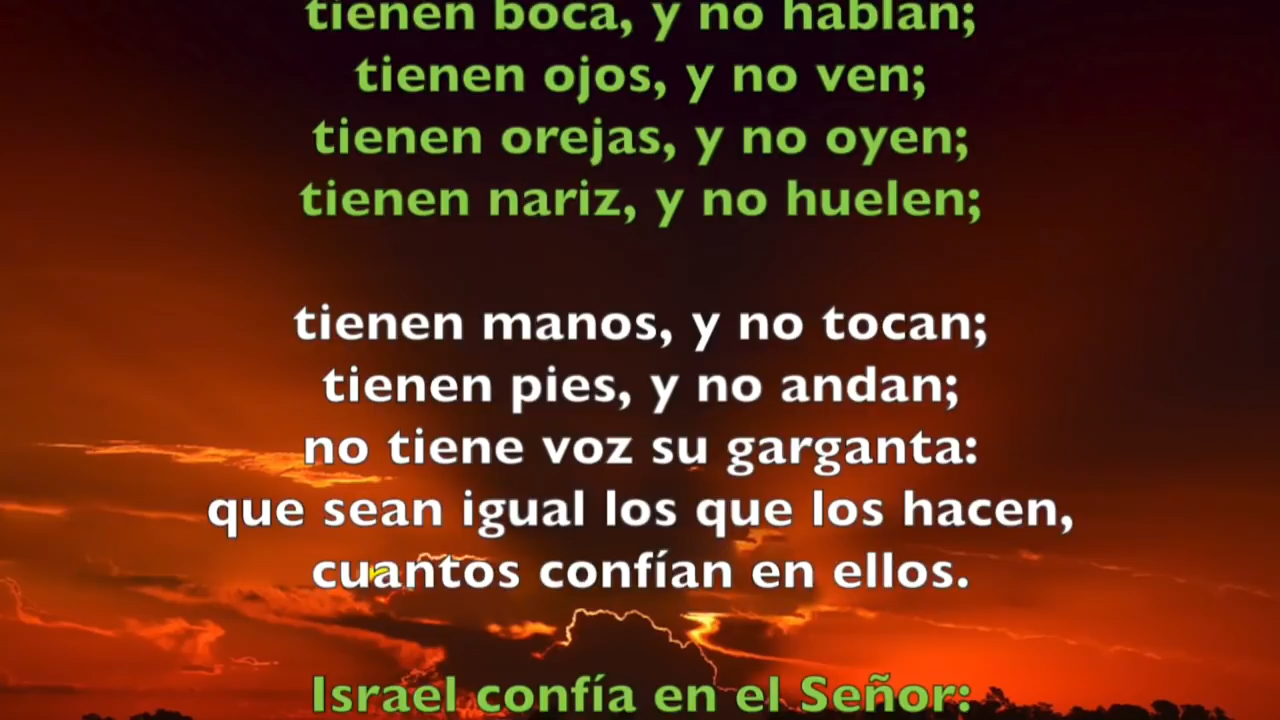 tienen boca, y no hablan;
tienen ojos, y no ven;
tienen orejas, y no oyen;
tienen nariz, y no huelen;
tienen manos, y no tocan;
tienen pies, y no andan;
no tiene voz su garganta:
que sean igual los que los hacen,
cuantos confían en ellos.
Israel confía en el Señor: